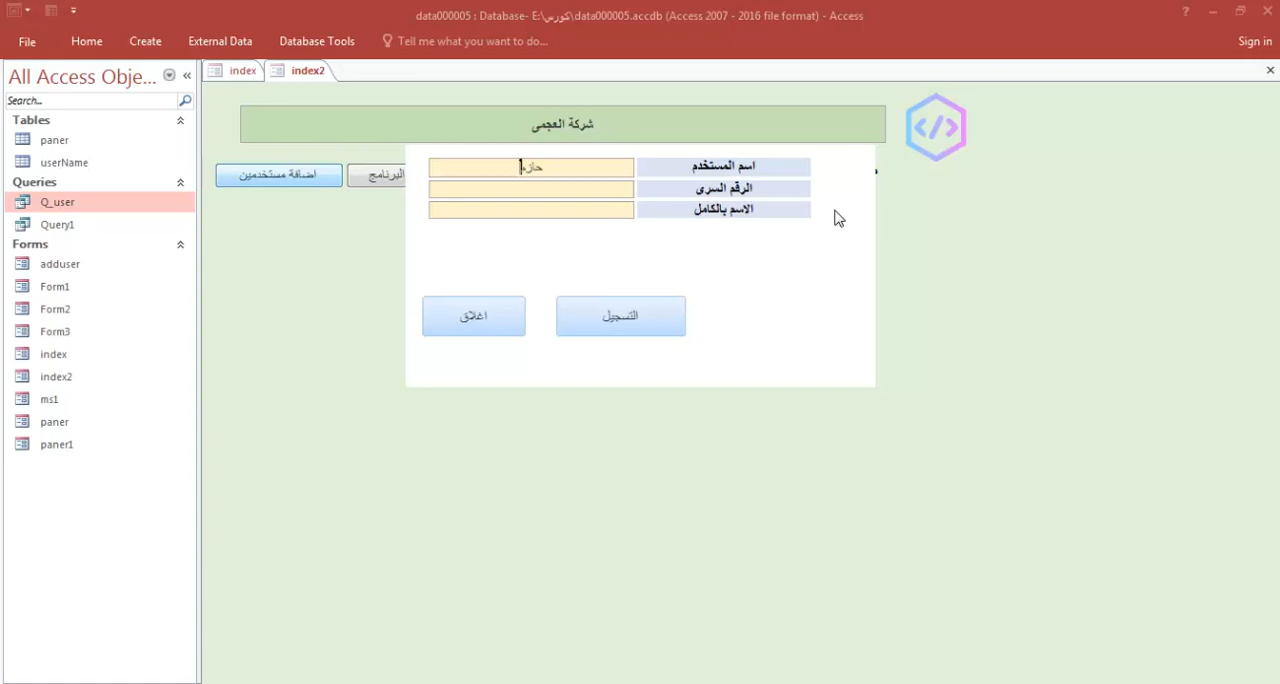 data000005 : Database- E:\كورس\data000005.accdb (Access 2007 - 2016 file format) - Access
File Home Create External Data Database Tools Tell me what you want to do... Sign in
All Access Obje...
Search...
Tables
paner
userName
Queries
Q_user
Query1
Forms
adduser
Form1
Form2
Form3
index
index2
ms1
paner
paner1
index index2
شركة العجمى
اضافة مستخدمين
البرنامج
اسم المستخدم حازم
الرقم السرى
الاسم بالكامل
التسجيل
اغلاق